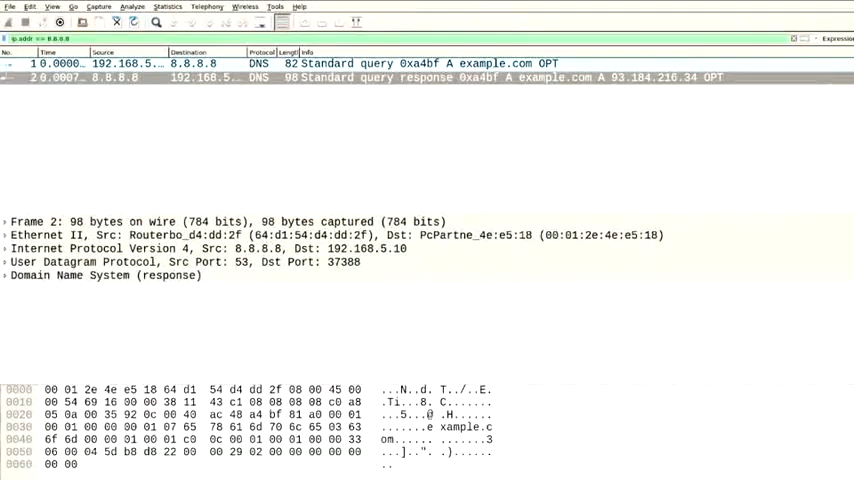 File Edit View Go Capture Analyze Statistics Telephony Wireless Tools Help
ip.addr == 8.8.8.8 Expression
No. Time Source Destination Protocol Lengtl Info
1 0.0000… 192.168.5.… 8.8.8.8 DNS 82 Standard query 0xa4bf A example.com OPT
2 0.0007… 8.8.8.8 192.168.5.… DNS 98 Standard query response 0xa4bf A example.com A 93.184.216.34 OPT
Frame 2: 98 bytes on wire (784 bits), 98 bytes captured (784 bits)
Ethernet II, Src: Routerbo_d4:dd:2f (64:d1:54:d4:dd:2f), Dst: PcPartne_4e:e5:18 (00:01:2e:4e:e5:18)
Internet Protocol Version 4, Src: 8.8.8.8, Dst: 192.168.5.10
User Datagram Protocol, Src Port: 53, Dst Port: 37388
Domain Name System (response)
0000 00 01 2e 4e e5 18 64 d1 54 d4 dd 2f 08 00 45 00 ...N..d. T../..E.
0010 00 54 69 16 00 00 38 11 43 c1 08 08 08 08 c0 a8 .Ti...8. C.......
0020 05 0a 00 35 92 0c 00 40 ac 48 a4 bf 81 a0 00 01 ...5...@ .H......
0030 00 01 00 00 00 01 07 65 78 61 6d 70 6c 65 03 63 .......e xample.c
0040 6f 6d 00 00 01 00 01 c0 0c 00 01 00 01 00 00 33 om...... .......3
0050 06 00 04 5d b8 d8 22 00 00 29 02 00 00 00 00 00 ...]..". .)......
0060 00 00 ..